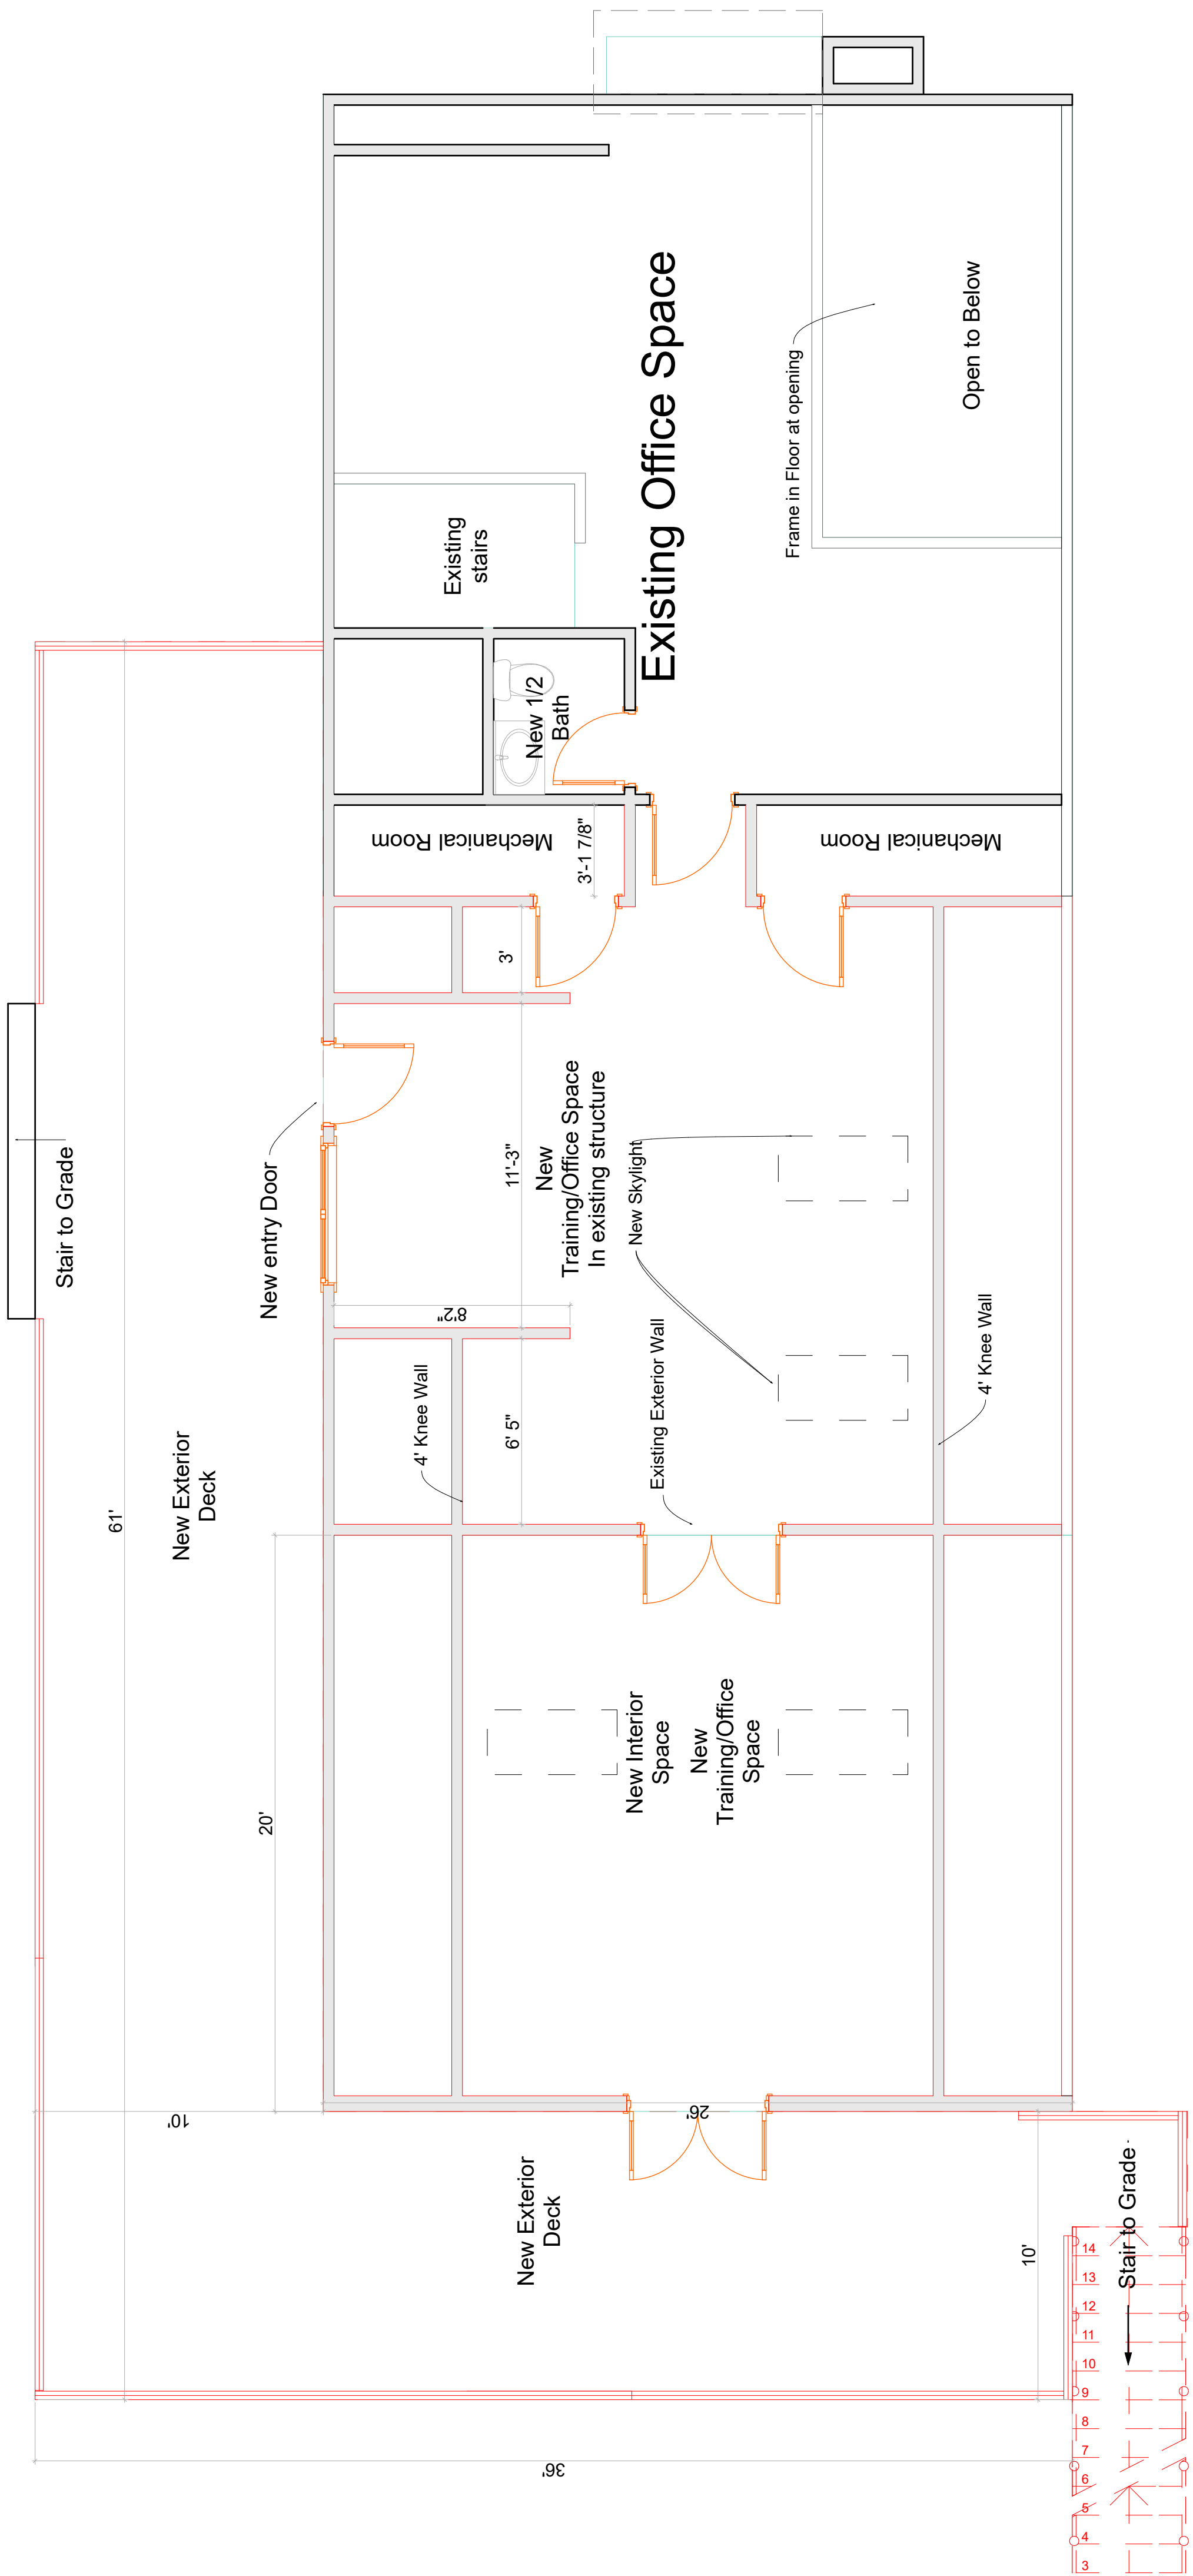 Existing Office Space
Open to Below
Frame in Floor at opening
Existing
stairs
New 1/2
Bath
Mechanical Room
Mechanical Room
3'-1 7/8"
3'
11'-3"
8'2"
6' 5"
New
Training/Office Space
In existing structure
New Skylight
New entry Door
Stair to Grade
61'
New Exterior
Deck
4' Knee Wall
4' Knee Wall
Existing Exterior Wall
20'
New Interior
Space
New
Training/Office
Space
10'
26'
New Exterior
Deck
10'
36'
Stair to Grade
14
13
12
11
10
9
8
7
6
5
4
3